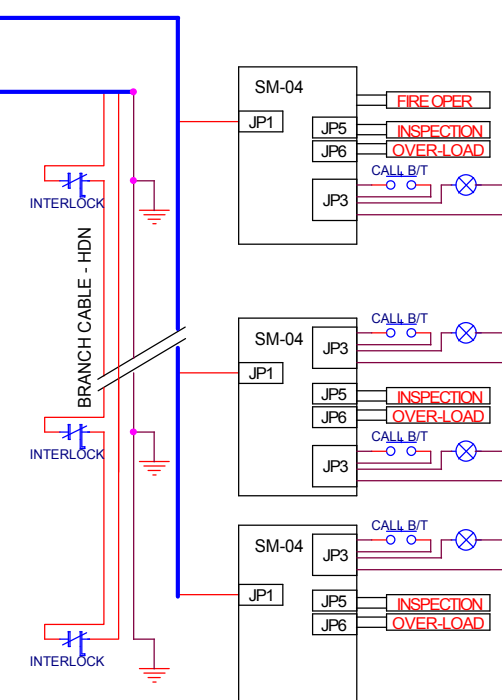 SM-04
FIRE OPER
JP1
JP5
INSPECTION
JP6
OVER-LOAD
CALL B/T
JP3
INTERLOCK
BRANCH CABLE - HDN
CALL B/T
SM-04
JP3
JP1
JP5
INSPECTION
JP6
OVER-LOAD
CALL B/T
JP3
INTERLOCK
CALL B/T
SM-04
JP3
JP1
JP5
INSPECTION
JP6
OVER-LOAD
INTERLOCK